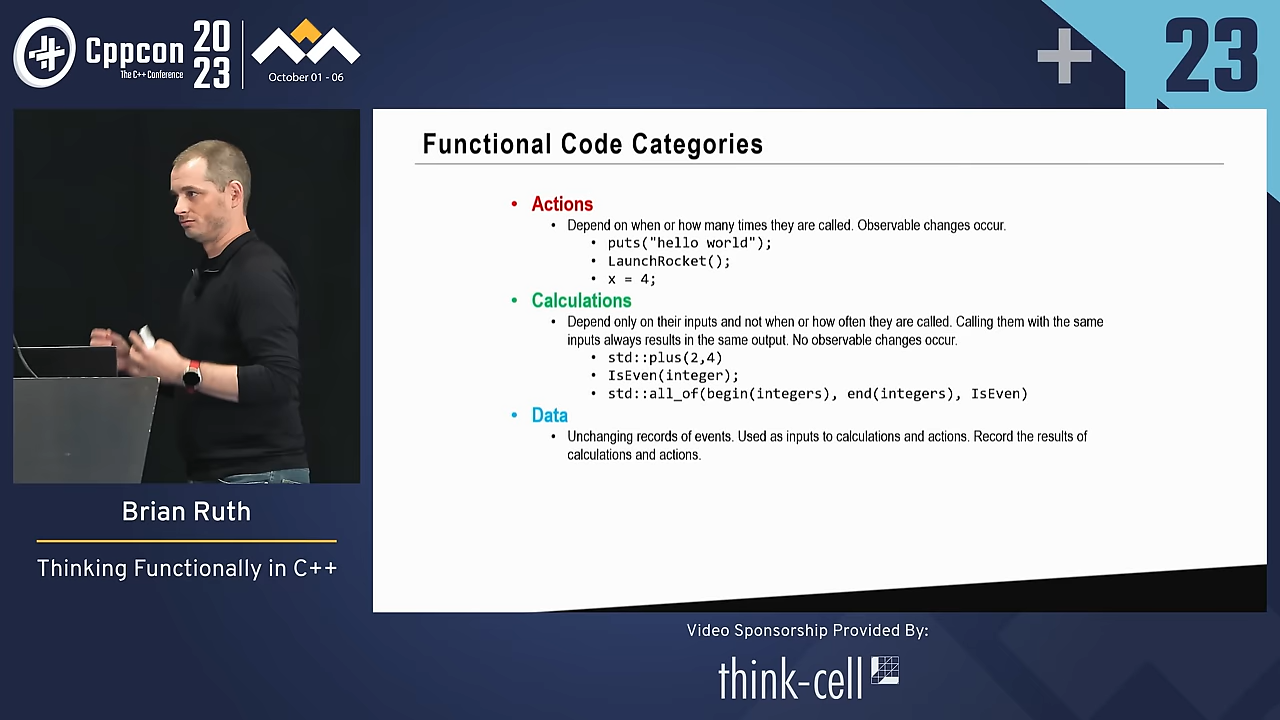 Cppcon
The C++ Conference
20
23
October 01 - 06
23
Functional Code Categories
• Actions
• Depend on when or how many times they are called. Observable changes occur.
• puts("hello world");
• LaunchRocket();
• x = 4;
• Calculations
• Depend only on their inputs and not when or how often they are called. Calling them with the same
inputs always results in the same output. No observable changes occur.
• std::plus(2,4)
• IsEven(integer);
• std::all_of(begin(integers), end(integers), IsEven)
• Data
• Unchanging records of events. Used as inputs to calculations and actions. Record the results of
calculations and actions.
Brian Ruth
Thinking Functionally in C++
Video Sponsorship Provided By:
think-cell